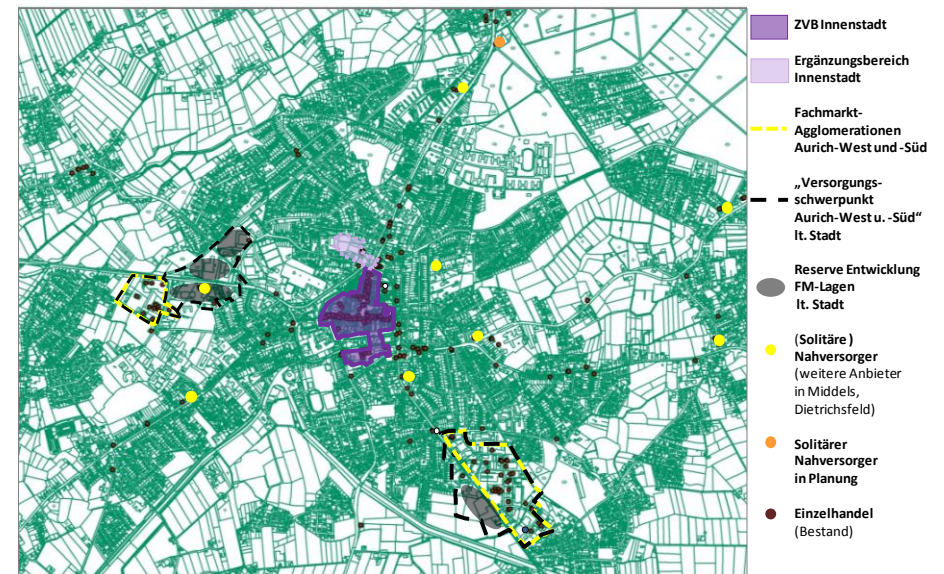 ZVB Innenstadt
Ergänzungsbereich
Innenstadt
Fachmarkt-
Agglomerationen
Aurich-West und -Süd
„Versorgungs-
schwerpunkt
Aurich-West u. -Süd“
lt. Stadt
Reserve Entwicklung
FM-Lagen
lt. Stadt
(Solitäre)
Nahversorger
(weitere Anbieter
in Middels,
Dietrichsfeld)
Solitärer
Nahversorger
in Planung
Einzelhandel
(Bestand)